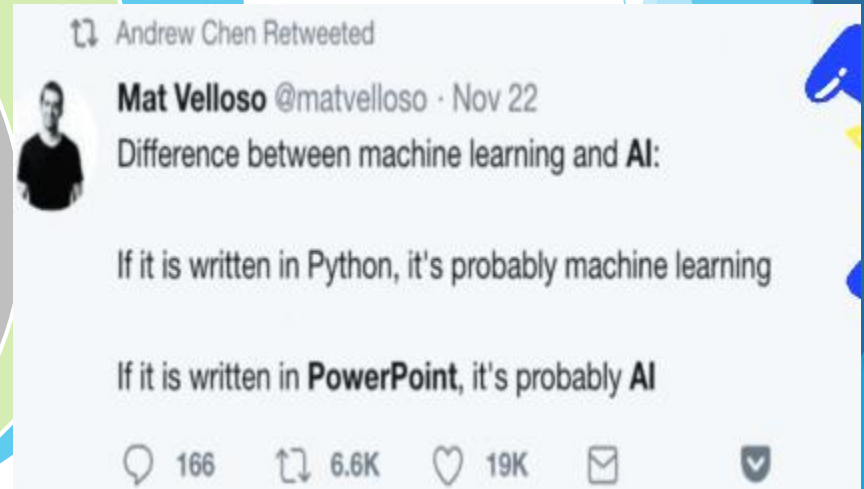 Andrew Chen Retweeted
Mat Velloso @matvelloso · Nov 22
Difference between machine learning and AI:
If it is written in Python, it's probably machine learning
If it is written in PowerPoint, it's probably AI
166 6.6K 19K